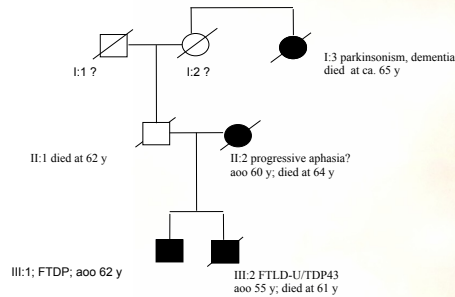 I:3 parkinsonism, dementia
died at ca. 65 y
I:1 ?
I:2 ?
II:1 died at 62 y
II:2 progressive aphasia?
aoo 60 y; died at 64 y
III:1; FTDP; aoo 62 y
III:2 FTLD-U/TDP43
aoo 55 y; died at 61 y